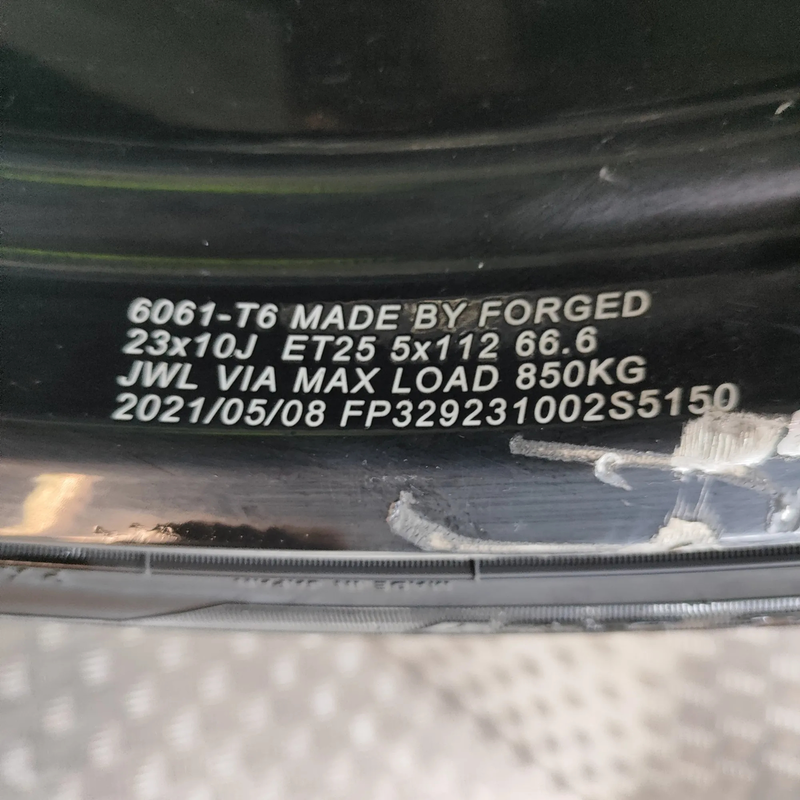 6061-T6 MADE BY FORGED
23x10J ET25 5x112 66.6
JWL VIA MAX LOAD 850KG
2021/05/08 FP329231002S5150